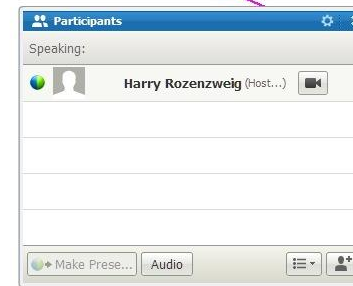 Participants
Speaking:
Harry Rozenzweig (Host...)
Make Prese... Audio